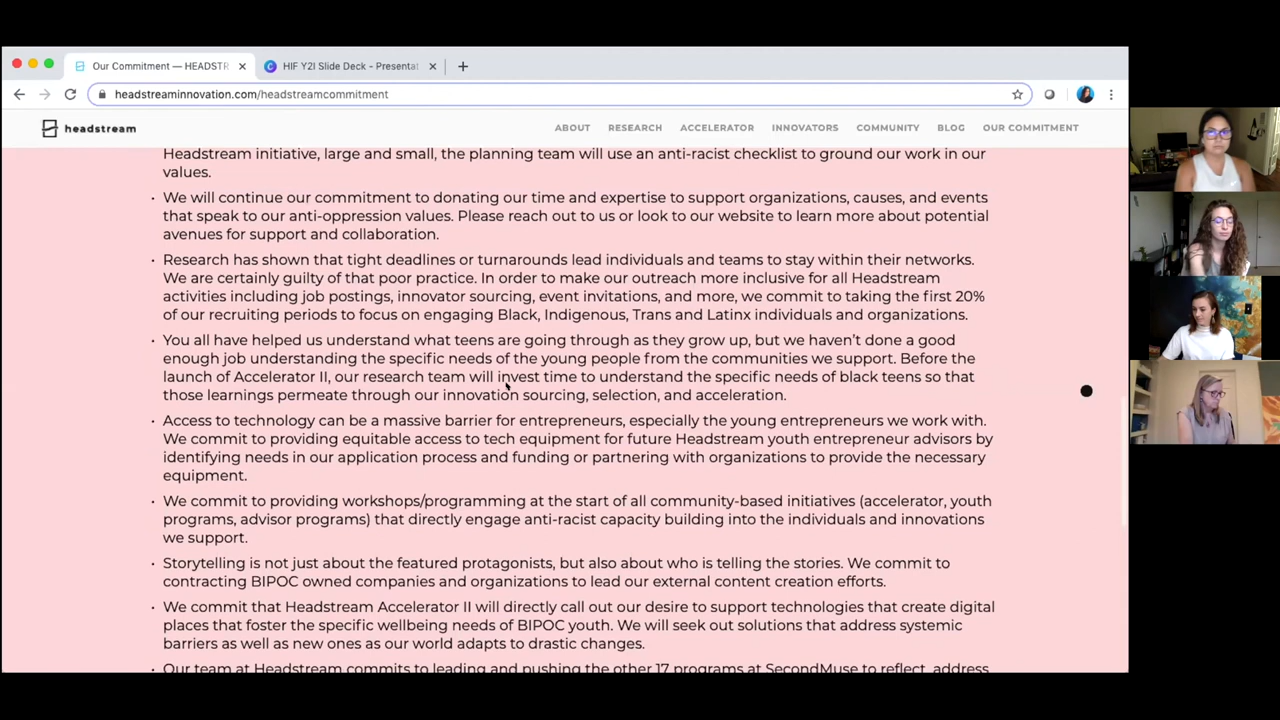 Our Commitment — HEADSTR
HIF Y2I Slide Deck - Presentat
headstreaminnovation.com/headstreamcommitment
headstream
ABOUT RESEARCH ACCELERATOR INNOVATORS COMMUNITY BLOG OUR COMMITMENT
Headstream initiative, large and small, the planning team will use an anti-racist checklist to ground our work in our
values.
• We will continue our commitment to donating our time and expertise to support organizations, causes, and events
that speak to our anti-oppression values. Please reach out to us or look to our website to learn more about potential
avenues for support and collaboration.
• Research has shown that tight deadlines or turnarounds lead individuals and teams to stay within their networks.
We are certainly guilty of that poor practice. In order to make our outreach more inclusive for all Headstream
activities including job postings, innovator sourcing, event invitations, and more, we commit to taking the first 20%
of our recruiting periods to focus on engaging Black, Indigenous, Trans and Latinx individuals and organizations.
• You all have helped us understand what teens are going through as they grow up, but we haven't done a good
enough job understanding the specific needs of the young people from the communities we support. Before the
launch of Accelerator II, our research team will invest time to understand the specific needs of black teens so that
those learnings permeate through our innovation sourcing, selection, and acceleration.
• Access to technology can be a massive barrier for entrepreneurs, especially the young entrepreneurs we work with.
We commit to providing equitable access to tech equipment for future Headstream youth entrepreneur advisors by
identifying needs in our application process and funding or partnering with organizations to provide the necessary
equipment.
• We commit to providing workshops/programming at the start of all community-based initiatives (accelerator, youth
programs, advisor programs) that directly engage anti-racist capacity building into the individuals and innovations
we support.
• Storytelling is not just about the featured protagonists, but also about who is telling the stories. We commit to
contracting BIPOC owned companies and organizations to lead our external content creation efforts.
• We commit that Headstream Accelerator II will directly call out our desire to support technologies that create digital
places that foster the specific wellbeing needs of BIPOC youth. We will seek out solutions that address systemic
barriers as well as new ones as our world adapts to drastic changes.
• Our team at Headstream commits to leading and pushing the other 17 programs at SecondMuse to reflect, address